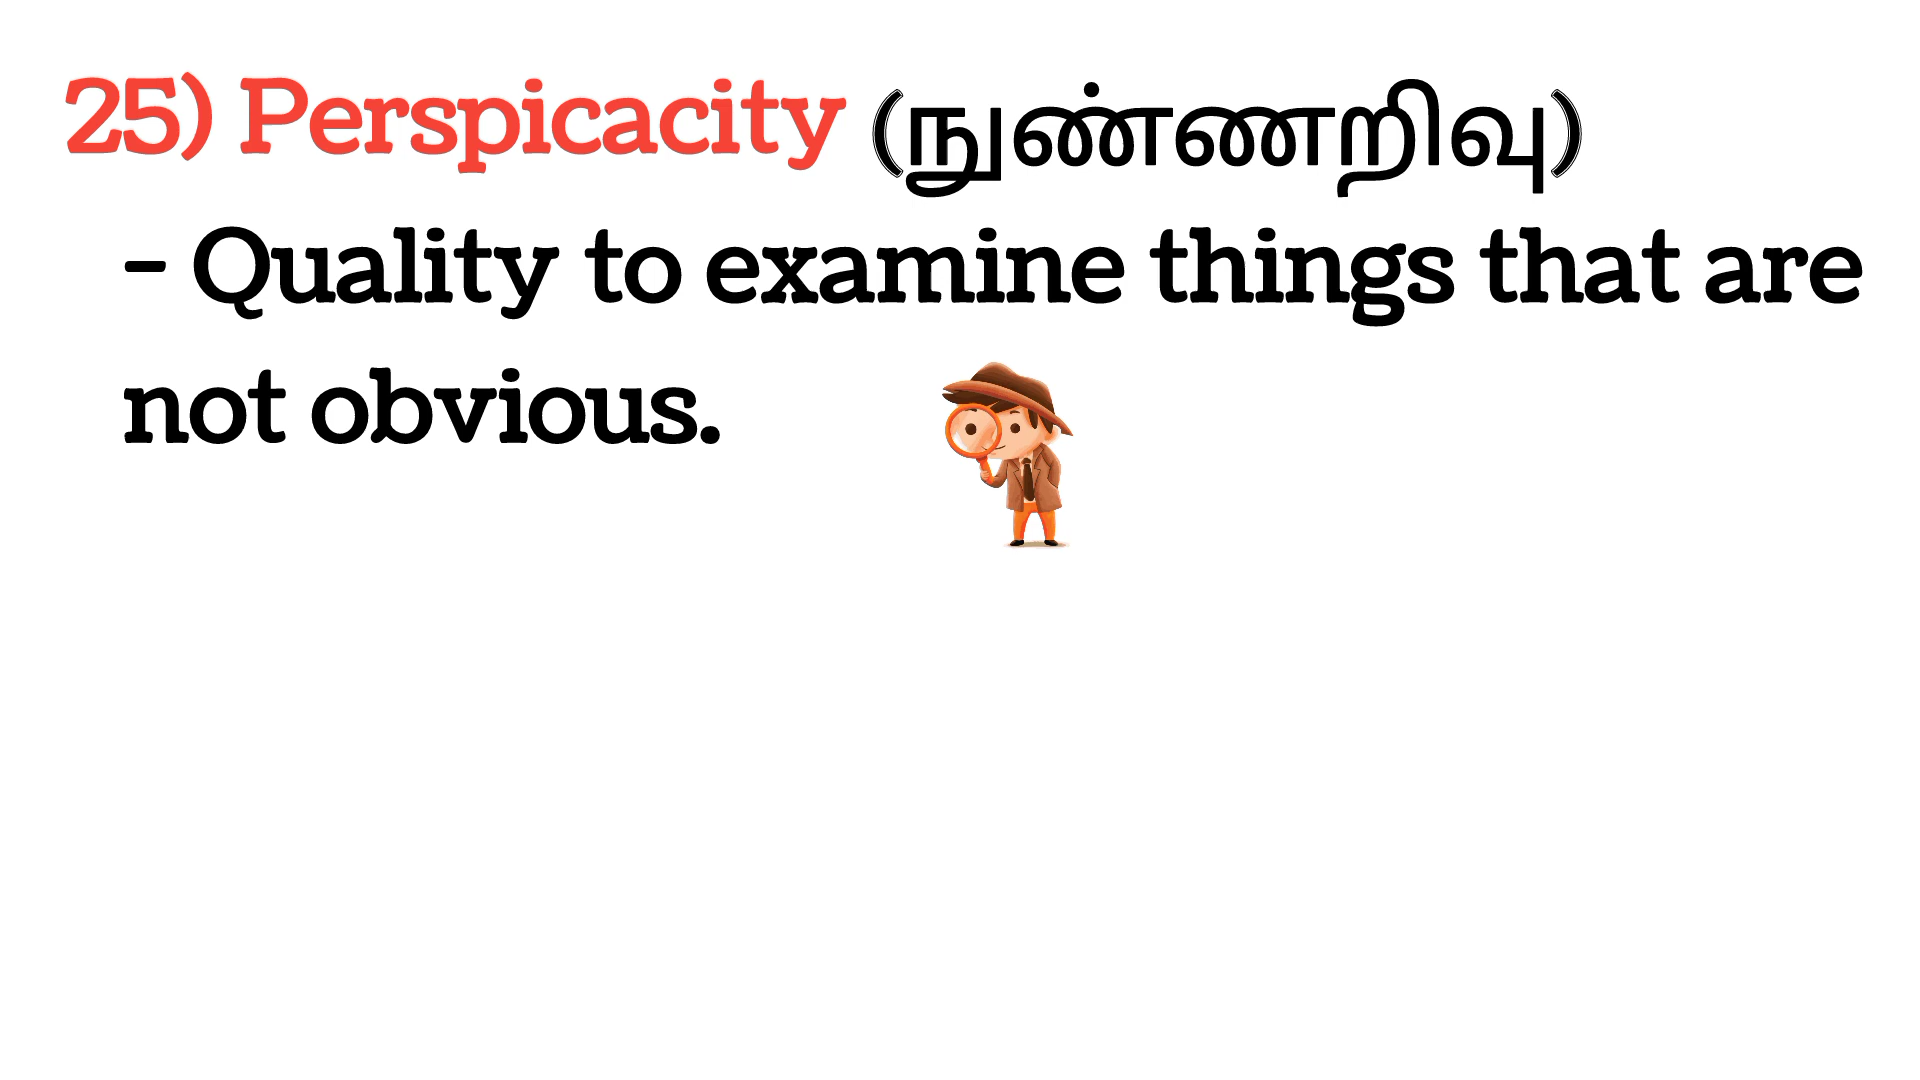 25) Perspicacity (நுண்ணறிவு)
- Quality to examine things that are
not obvious.